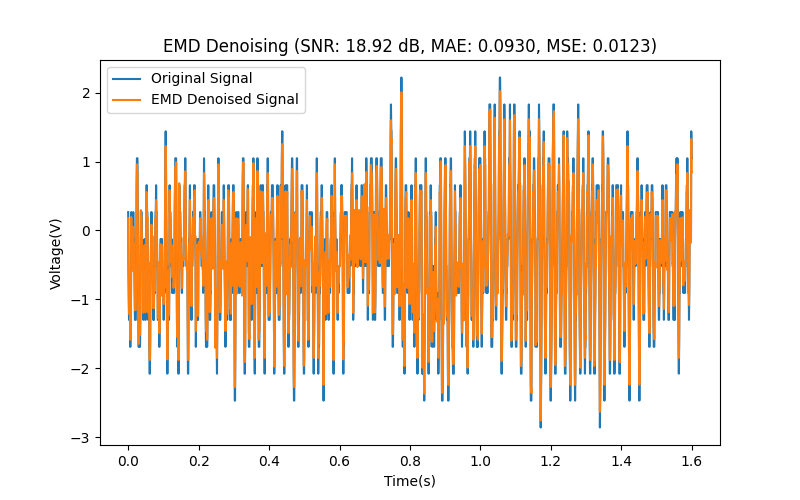 EMD Denoising (SNR: 18.92 dB, MAE: 0.0930, MSE: 0.0123)
Original Signal
EMD Denoised Signal
2
1
0
−1
−2
−3
Voltage(V)
0.0 0.2 0.4 0.6 0.8 1.0 1.2 1.4 1.6
Time(s)